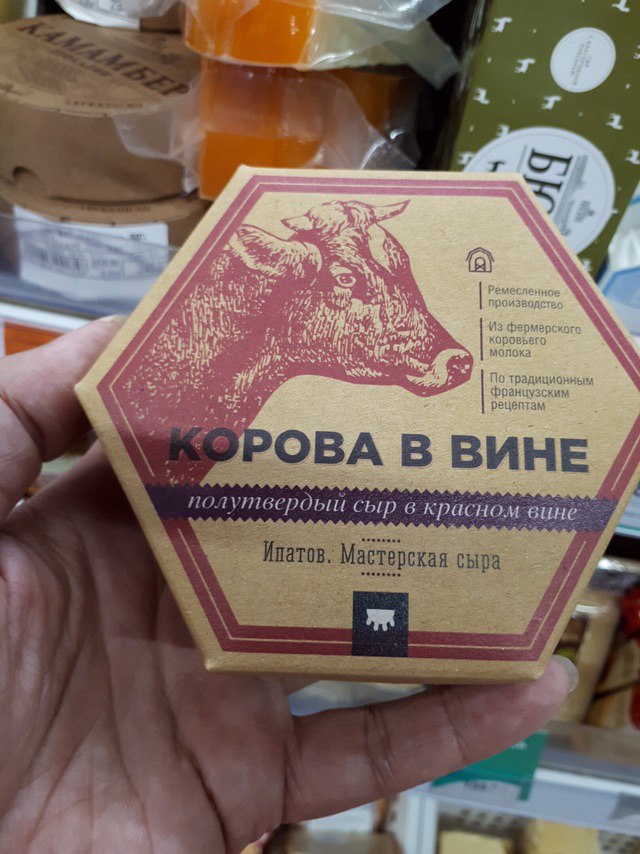 КАМАМБЕР
Ремесленное
производство
Из фермерского
коровьего
молока
По традиционным
французским
рецептам
КОРОВА В ВИНЕ
полутвердый сыр в красном вине
Ипатов. Мастерская сыра